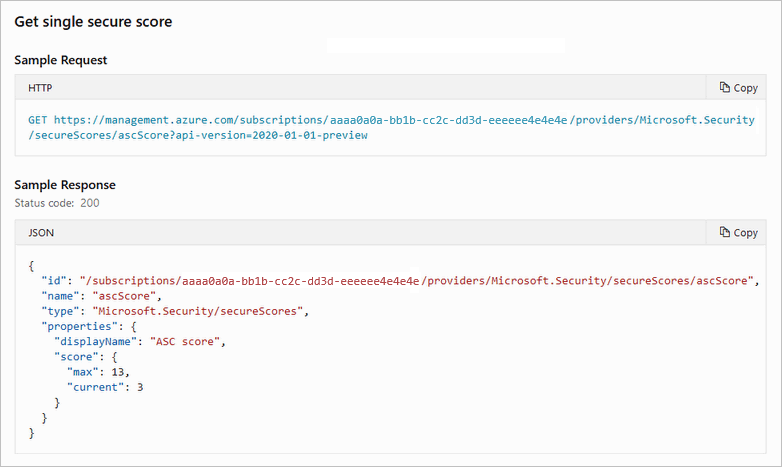 Get single secure score
Sample Request
HTTP
Copy
GET https://management.azure.com/subscriptions/aaaa0a0a-bb1b-cc2c-dd3d-eeeeee4e4e4e/providers/Microsoft.Security
/secureScores/ascScore?api-version=2020-01-01-preview
Sample Response
Status code: 200
JSON
Copy
{
"id": "/subscriptions/aaaa0a0a-bb1b-cc2c-dd3d-eeeeee4e4e4e/providers/Microsoft.Security/secureScores/ascScore",
"name": "ascScore",
"type": "Microsoft.Security/secureScores",
"properties": {
"displayName": "ASC score",
"score": {
"max": 13,
"current": 3
}
}
}